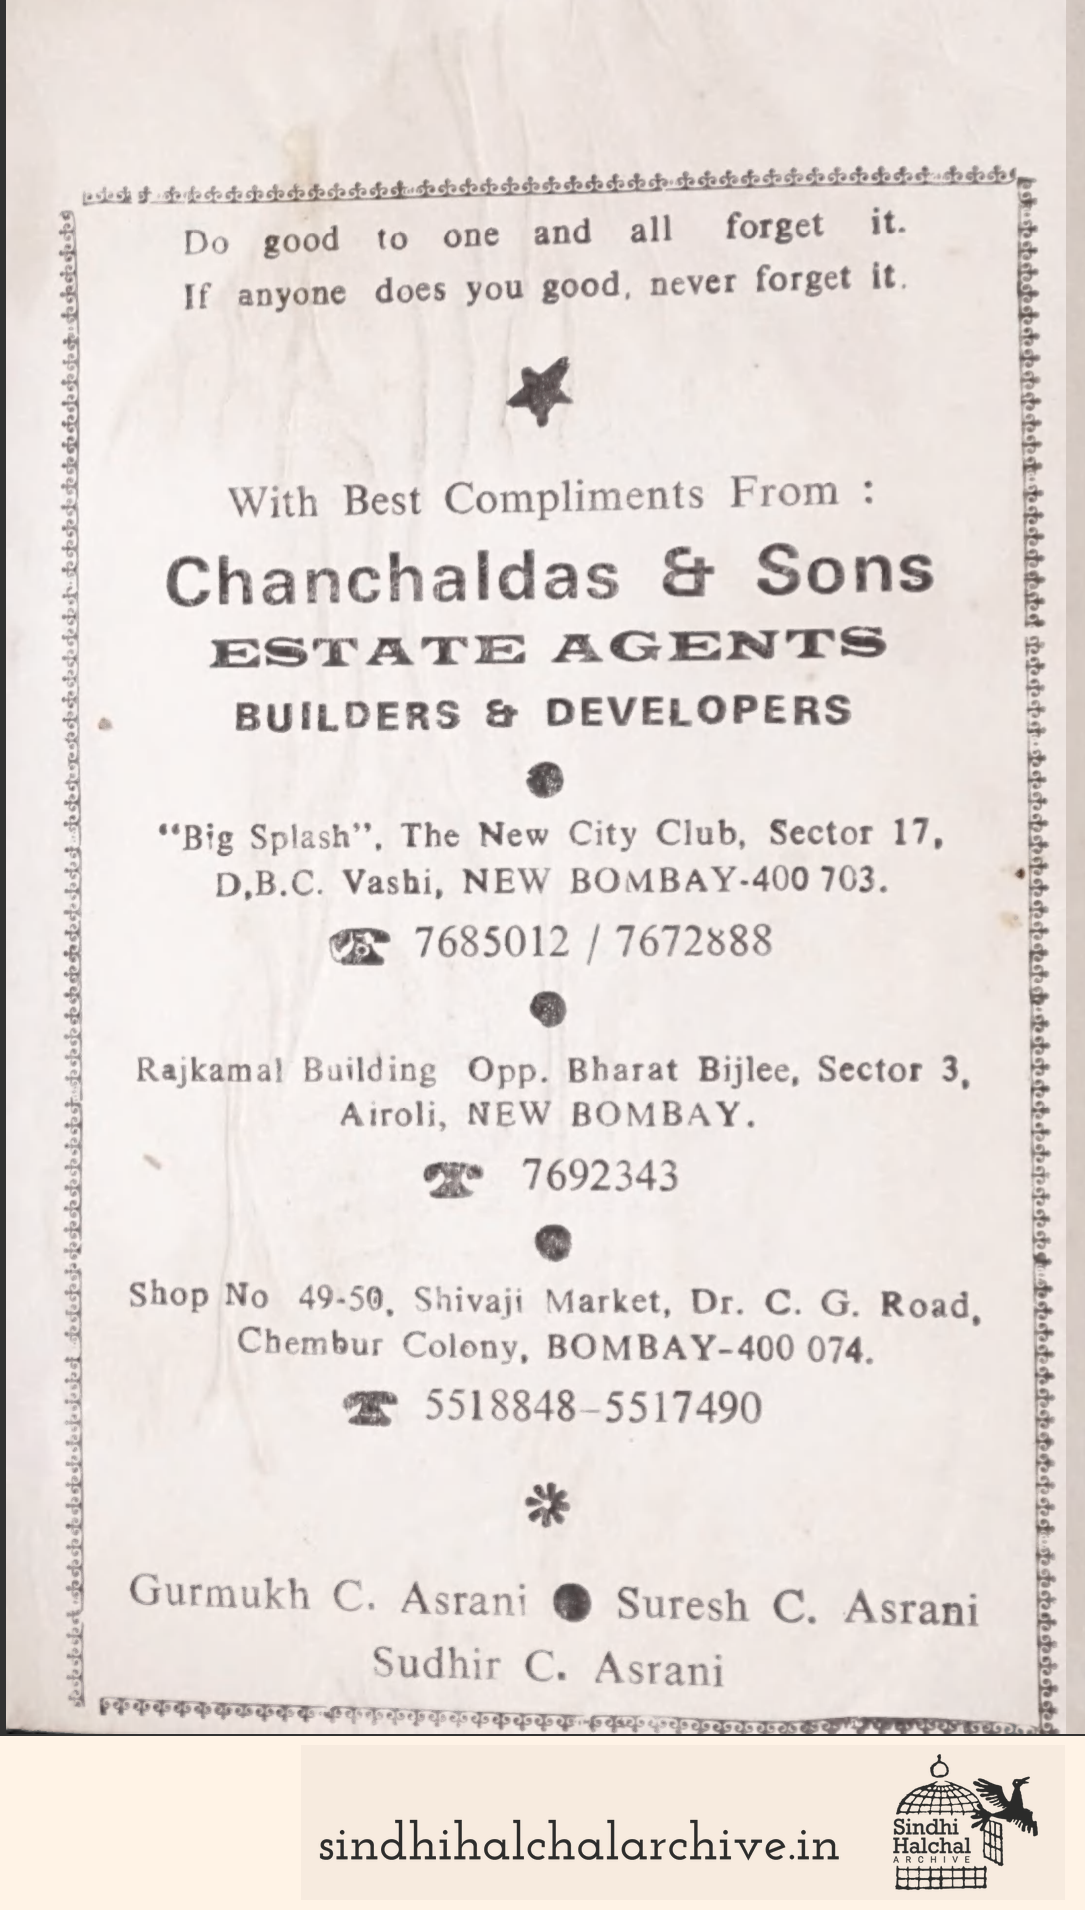 Do good to one and all forget it.
If anyone does you good, never forget it.
With Best Compliments From :
Chanchaldas & Sons
ESTATE AGENTS
BUILDERS & DEVELOPERS
“Big Splash”, The New City Club, Sector 17,
D,B.C. Vashi, NEW BOMBAY-400 703.
☎ 7685012 / 7672888
Rajkamal Building Opp. Bharat Bijlee, Sector 3,
Airoli, NEW BOMBAY.
☎ 7692343
Shop No 49-50, Shivaji Market, Dr. C. G. Road,
Chembur Colony, BOMBAY-400 074.
☎ 5518848-5517490
Gurmukh C. Asrani ● Suresh C. Asrani
Sudhir C. Asrani
sindhihalchalarchive.in
Sindhi
Halchal
ARCHIVE